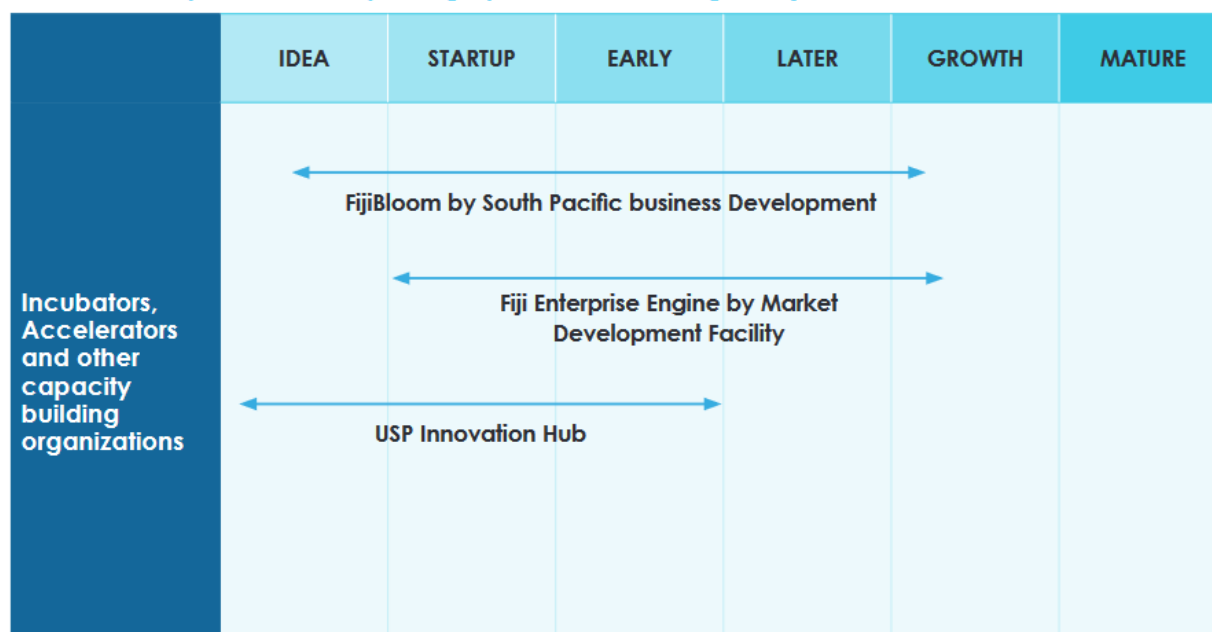 IDEA STARTUP EARLY LATER GROWTH MATURE
FijiBloom by South Pacific business Development
Fiji Enterprise Engine by Market
Development Facility
Incubators,
Accelerators
and other
capacity
building
organizations
USP Innovation Hub